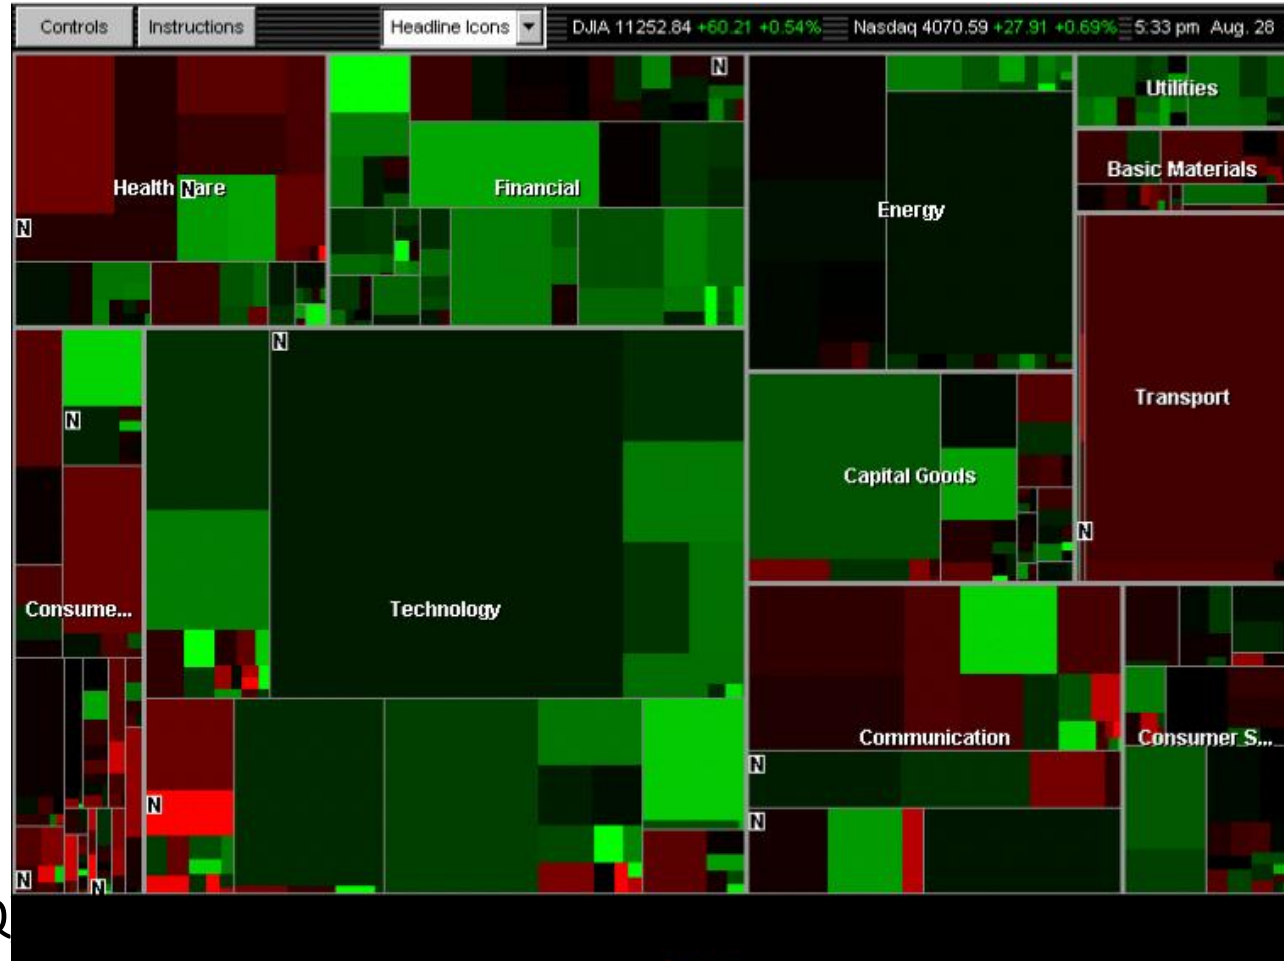 Controls Instructions Headline Icons DJIA 11252.84 +60.21 +0.54% Nasdaq 4070.59 +27.91 +0.69% 5:33 pm Aug. 28
N
Utilities
Basic Materials
Health Nare
Financial
Energy
N
N
Transport
N
Capital Goods
N
Consume...
Technology
Communication
Consumer S...
N
N
N
N
N
Q